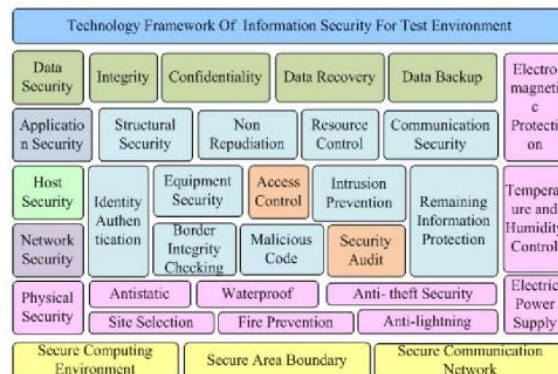 Technology Framework Of Information Security For Test Environment
Data
Security
Integrity
Confidentiality
Data Recovery
Data Backup
Electro
magneti
c
Protecti
on
Applicatio
n Security
Structural
Security
Non
Repudiation
Resource
Control
Communication
Security
Host
Security
Identity
Authen
tication
Equipment
Security
Access
Control
Intrusion
Prevention
Remaining
Information
Protection
Temperat
ure and
Humidity
Control
Network
Security
Border
Integrity
Checking
Malicious
Code
Security
Audit
Physical
Security
Antistatic
Waterproof
Anti- theft Security
Electric
Power
Supply
Site Selection
Fire Prevention
Anti-lightning
Secure Computing
Environment
Secure Area Boundary
Secure Communication
Network